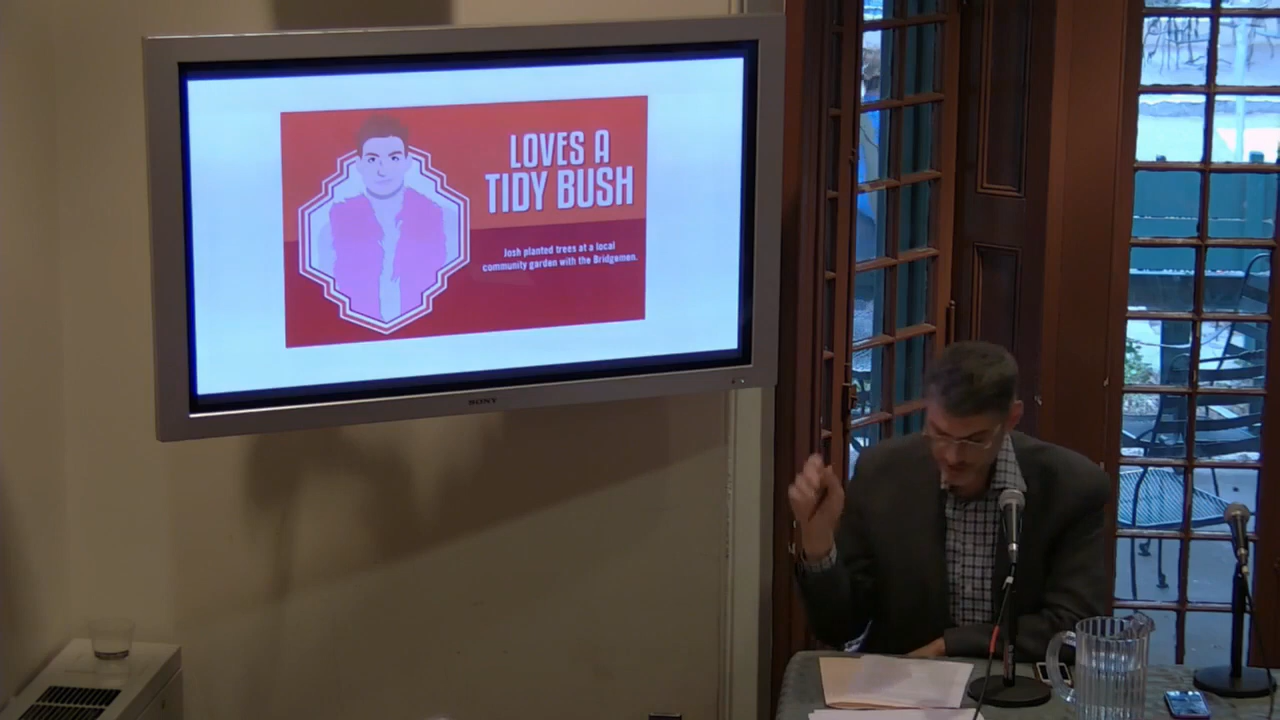 LOVES A
TIDY BUSH
Josh planted trees at a local
community garden with the Bridgemen.
SONY